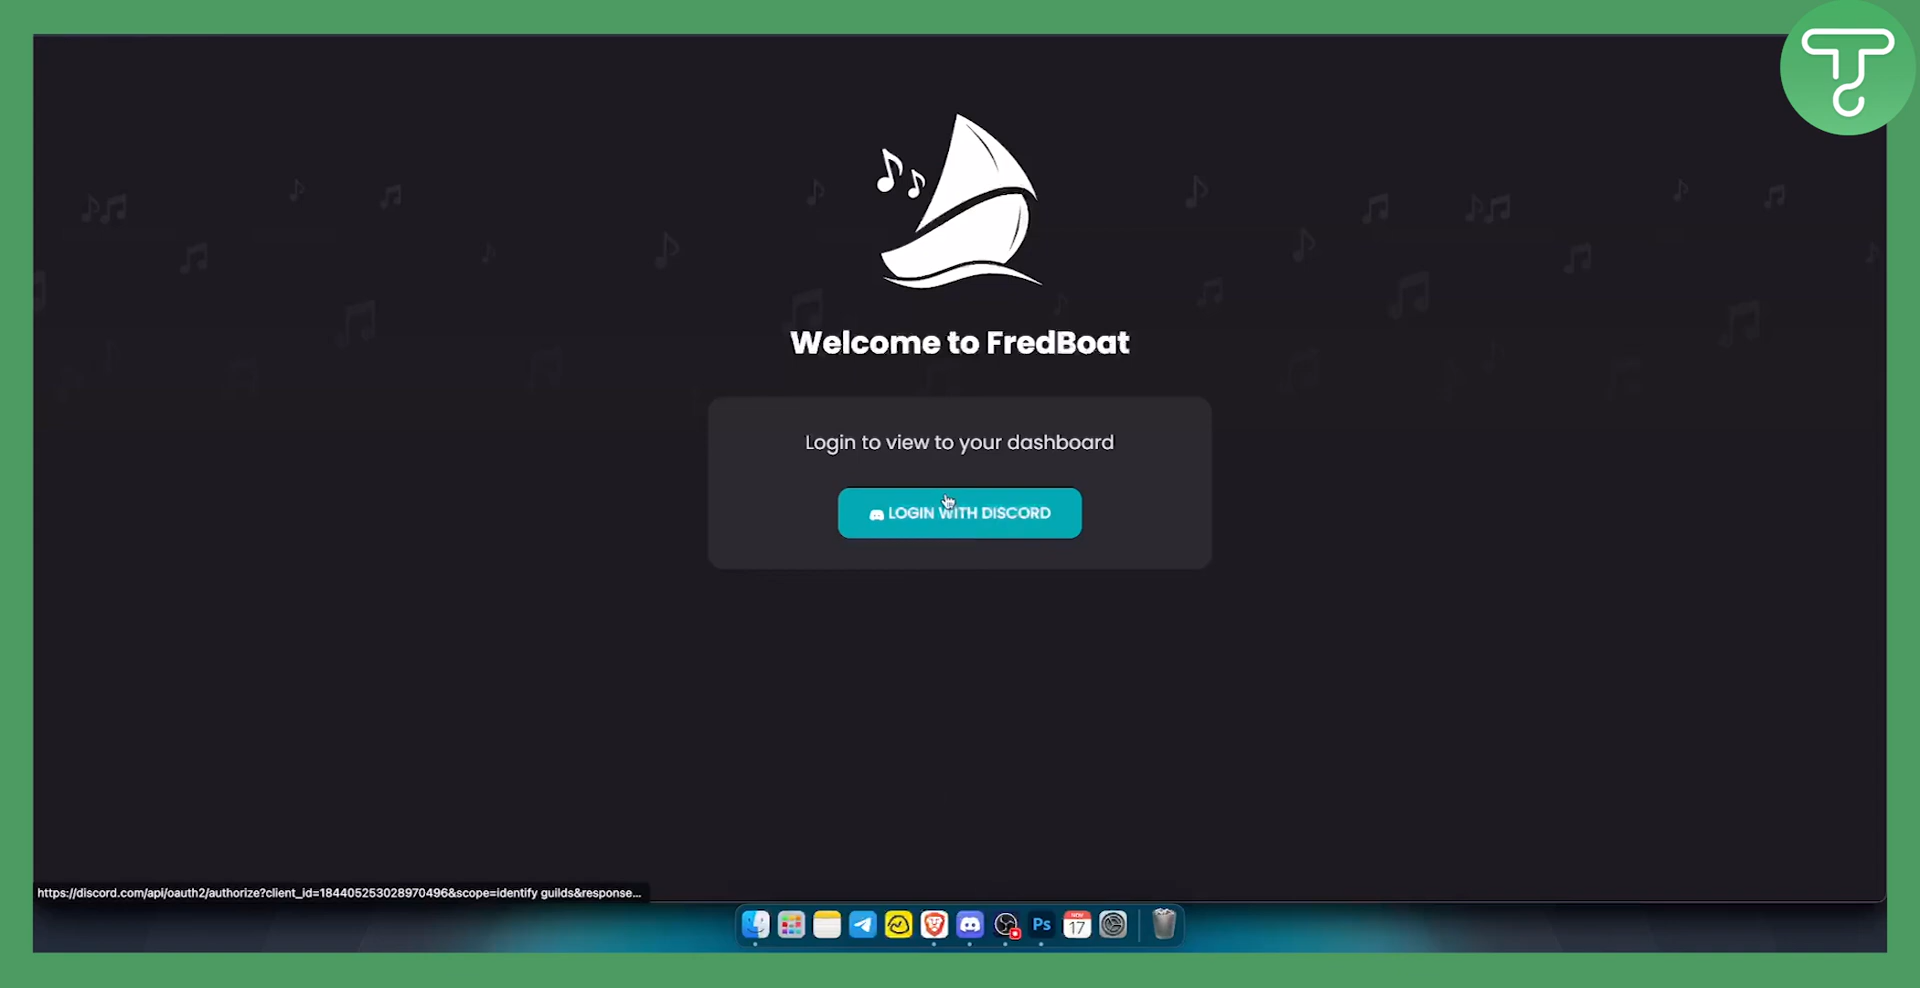 Welcome to FredBoat
Login to view to your dashboard
LOGIN WITH DISCORD
https://discord.com/api/oauth2/authorize?client_id=184405253028970496&scope=identify guilds&response...
Ps
NOV
17